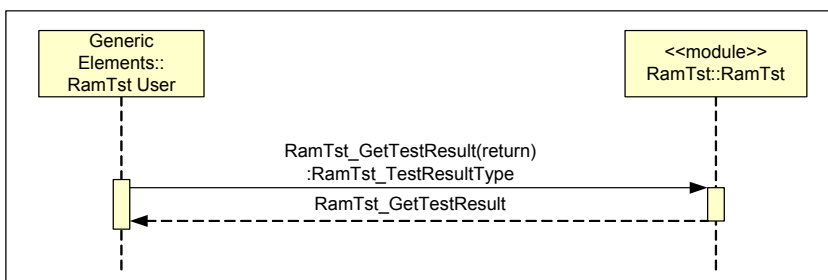 Generic
Elements::
RamTst User
<<module>>
RamTst::RamTst
RamTst_GetTestResult(return)
:RamTst_TestResultType
RamTst_GetTestResult